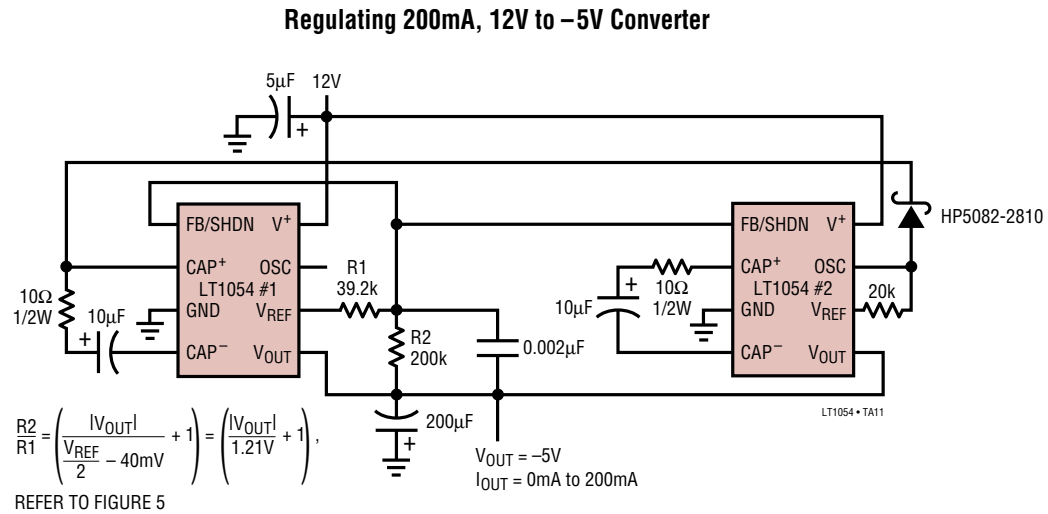 Regulating 200mA, 12V to –5V Converter
5µF 12V
+
FB/SHDN V+
CAP+ OSC
LT1054 #1
GND VREF
CAP– VOUT
10Ω
1/2W
10µF
+
R1
39.2k
R2
200k
0.002µF
200µF
+
FB/SHDN V+
CAP+ OSC
LT1054 #2
GND VREF
CAP– VOUT
10µF
+
10Ω
1/2W
20k
HP5082-2810
LT1054 • TA11
R2/R1 = (|VOUT|/(VREF/2 – 40mV) + 1) = (|VOUT|/1.21V + 1),
REFER TO FIGURE 5
VOUT = –5V
IOUT = 0mA to 200mA